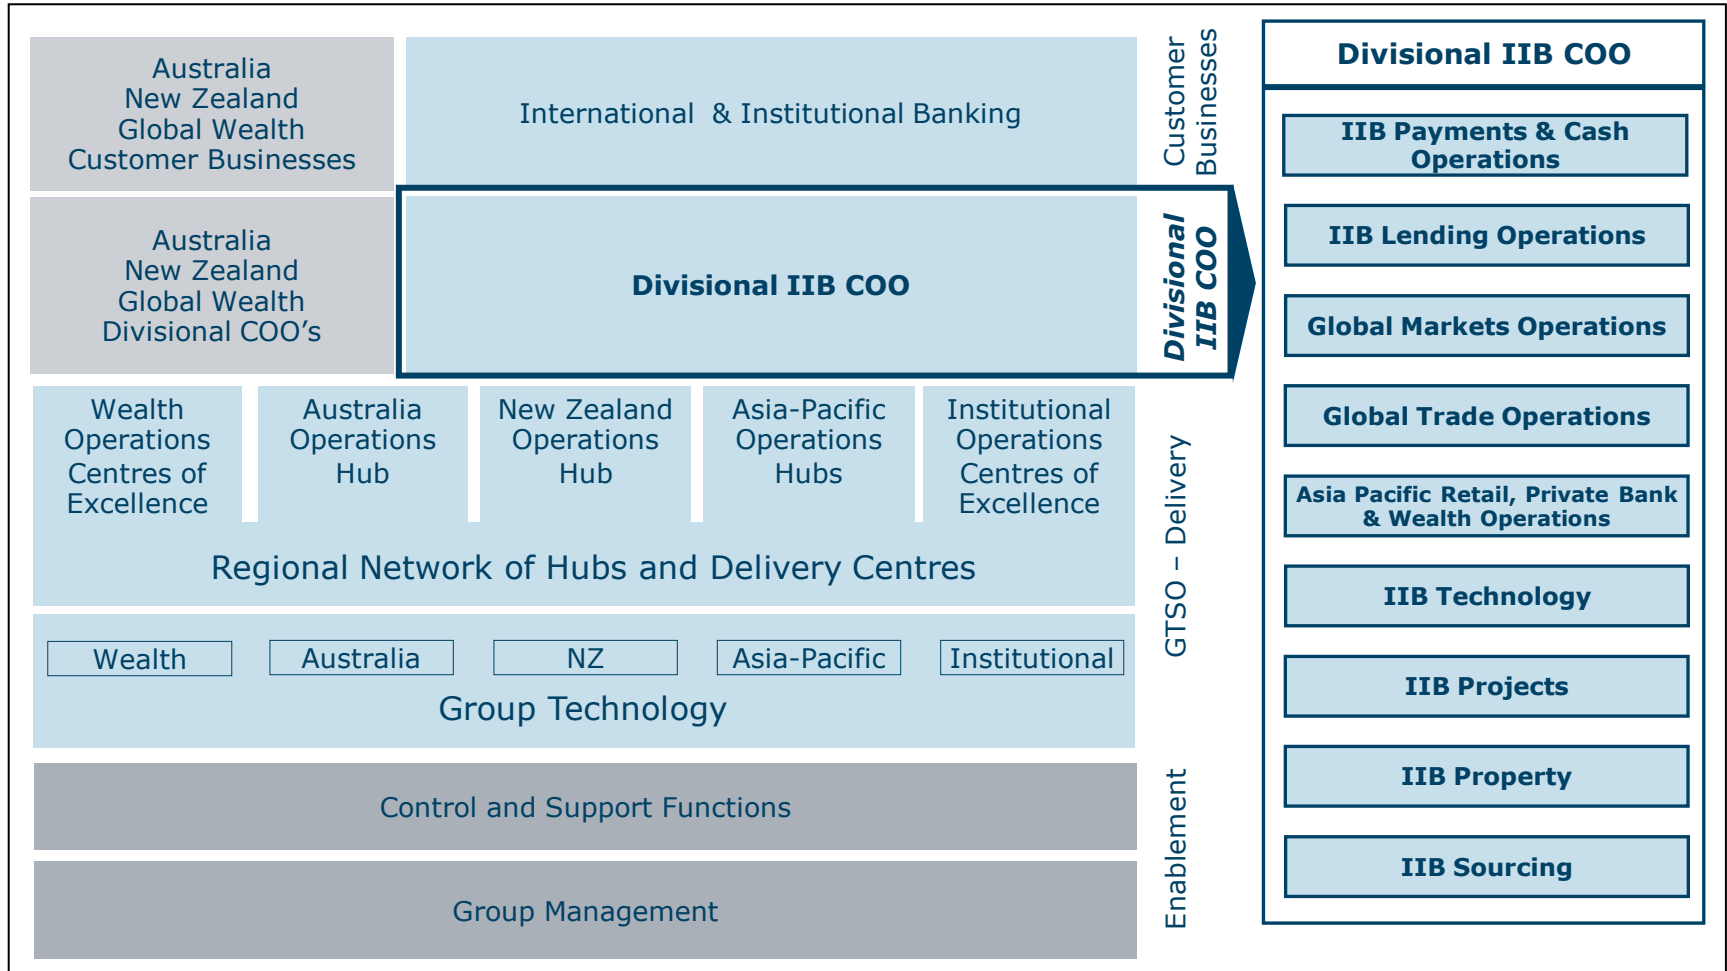 Australia
New Zealand
Global Wealth
Customer Businesses
International & Institutional Banking
Customer
Businesses
Australia
New Zealand
Global Wealth
Divisional COO’s
Divisional IIB COO
Divisional
IIB COO
Wealth
Operations
Centres of
Excellence
Australia
Operations
Hub
New Zealand
Operations
Hub
Asia-Pacific
Operations
Hubs
Institutional
Operations
Centres of
Excellence
Regional Network of Hubs and Delivery Centres
GTSO – Delivery
Wealth
Australia
NZ
Asia-Pacific
Institutional
Group Technology
Control and Support Functions
Group Management
Enablement
Divisional IIB COO
IIB Payments & Cash
Operations
IIB Lending Operations
Global Markets Operations
Global Trade Operations
Asia Pacific Retail, Private Bank
& Wealth Operations
IIB Technology
IIB Projects
IIB Property
IIB Sourcing